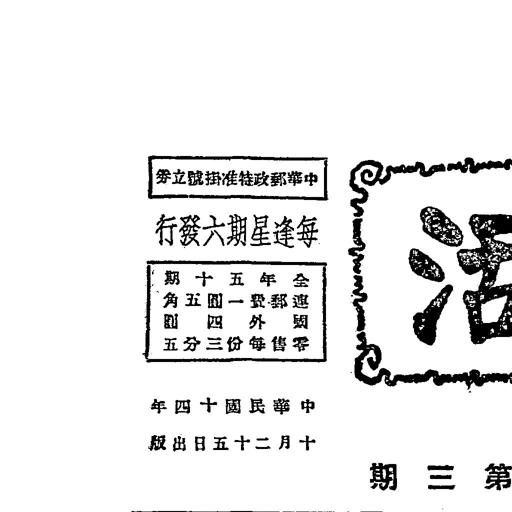 中華郵政特准掛號立券
每逢星期六發行
全年五十期
連郵費一圓五角
國外四圓
零售每份三分五
中華民國十四年
十月二十五日出版
活
第三期